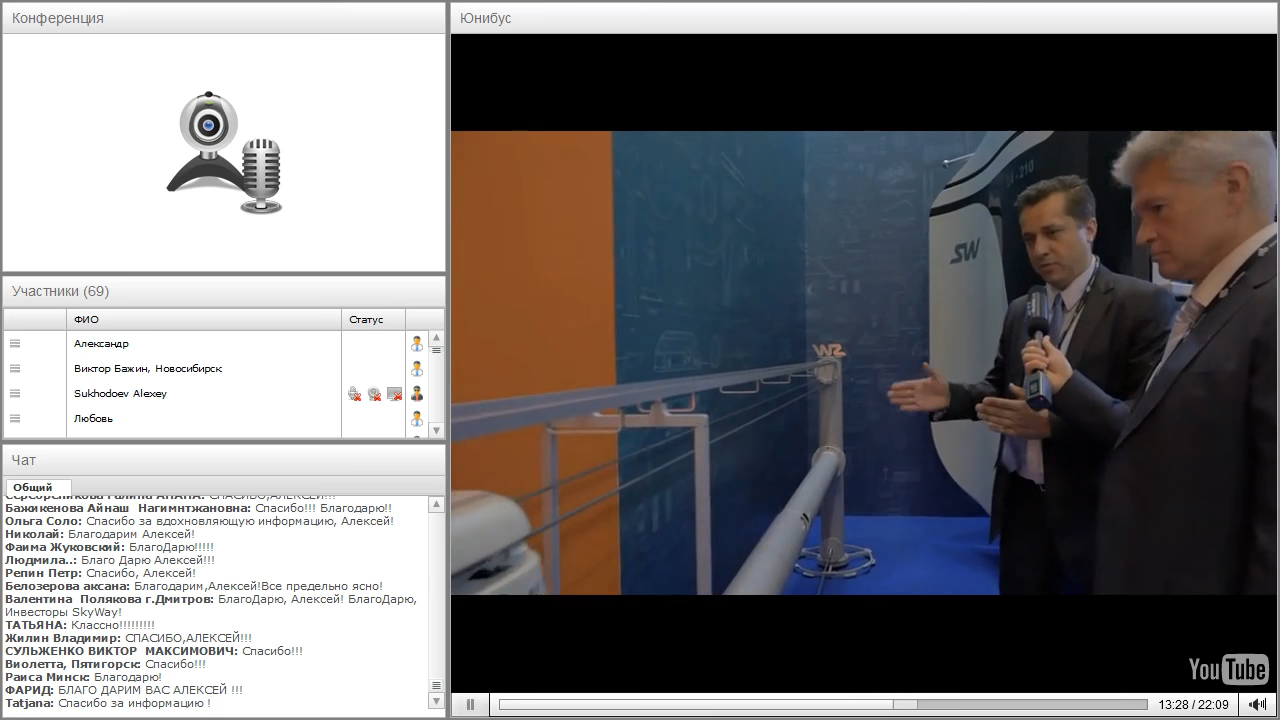 Конференция
Юнибус
SW
Участники (69)
ФИО
Статус
Александр
Виктор Бажин, Новосибирск
Sukhodoev Alexey
Любовь
Чат
Общий
Бажикенова Айнаш Нагимнтжановна: Спасибо!!! Благодарю!!
Ольга Соло: Спасибо за вдохновляющую информацию, Алексей!
Николай: Благодарим Алексей!
Фаима Жуковский: БлагоДарю!!!!!
Людмила..: Благо Дарю Алексей!!!
Репин Петр: Спасибо, Алексей!
Белозерова оксана: Благодарим,Алексей!Все предельно ясно!
Валентина Полякова г.Дмитров: БлагоДарю, Алексей! БлагоДарю,
Инвесторы SkyWay!
ТАТЬЯНА: Классно!!!!!!!!!
Жилин Владимир: СПАСИБО,АЛЕКСЕЙ!!!
СУЛЬЖЕНКО ВИКТОР МАКСИМОВИЧ: Спасибо!!!
Виолетта, Пятигорск: Спасибо!!!
Раиса Минск: Благодарю!
ФАРИД: БЛАГО ДАРИМ ВАС АЛЕКСЕЙ !!!
Tatjana: Спасибо за информацию !
YouTube
13:28 / 22:09